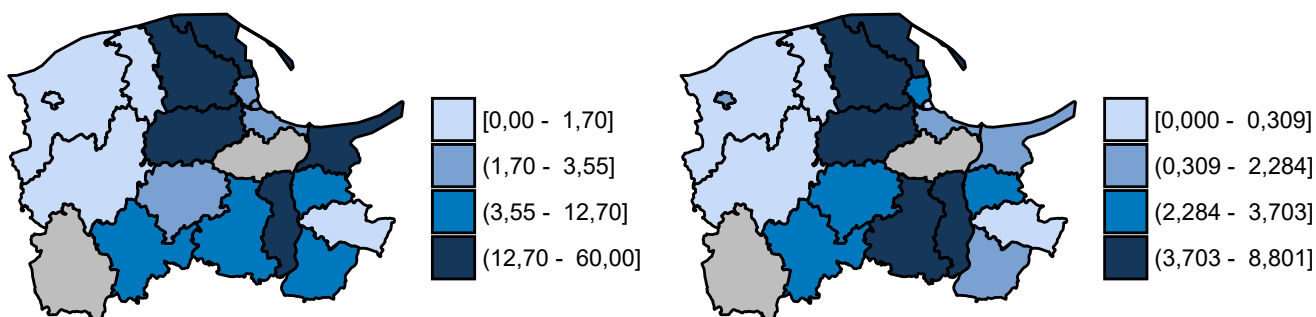 [0,00 - 1,70]
(1,70 - 3,55]
(3,55 - 12,70]
(12,70 - 60,00]
[0,000 - 0,309]
(0,309 - 2,284]
(2,284 - 3,703]
(3,703 - 8,801]